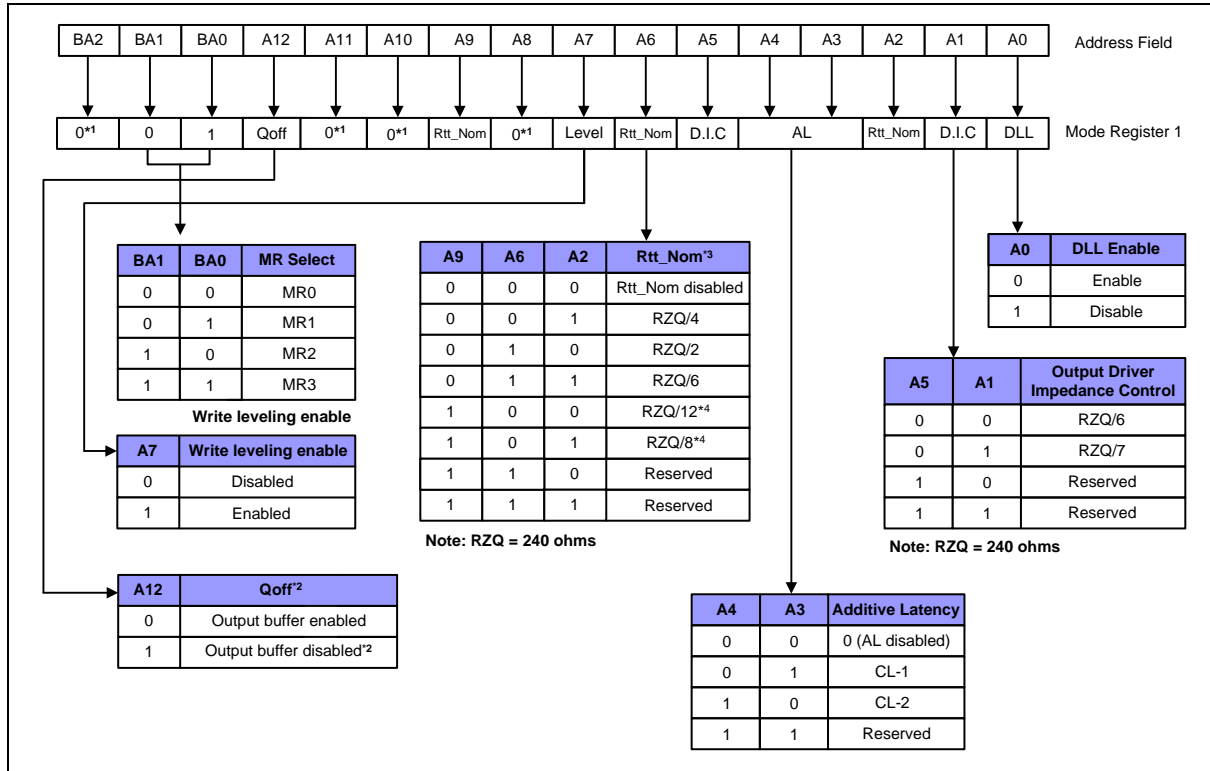 BA2 BA1 BA0 A12 A11 A10 A9 A8 A7 A6 A5 A4 A3 A2 A1 A0 Address Field
0*1 0 1 Qoff 0*1 0*1 Rtt_Nom 0*1 Level Rtt_Nom D.I.C AL Rtt_Nom D.I.C DLL Mode Register 1
BA1 BA0 MR Select
0 0 MR0
0 1 MR1
1 0 MR2
1 1 MR3
Write leveling enable
A7 Write leveling enable
0 Disabled
1 Enabled
A12 Qoff*2
0 Output buffer enabled
1 Output buffer disabled*2
A9 A6 A2 Rtt_Nom*3
0 0 0 Rtt_Nom disabled
0 0 1 RZQ/4
0 1 0 RZQ/2
0 1 1 RZQ/6
1 0 0 RZQ/12*4
1 0 1 RZQ/8*4
1 1 0 Reserved
1 1 1 Reserved
Note: RZQ = 240 ohms
A0 DLL Enable
0 Enable
1 Disable
A5 A1 Output Driver
Impedance Control
0 0 RZQ/6
0 1 RZQ/7
1 0 Reserved
1 1 Reserved
Note: RZQ = 240 ohms
A4 A3 Additive Latency
0 0 0 (AL disabled)
0 1 CL-1
1 0 CL-2
1 1 Reserved